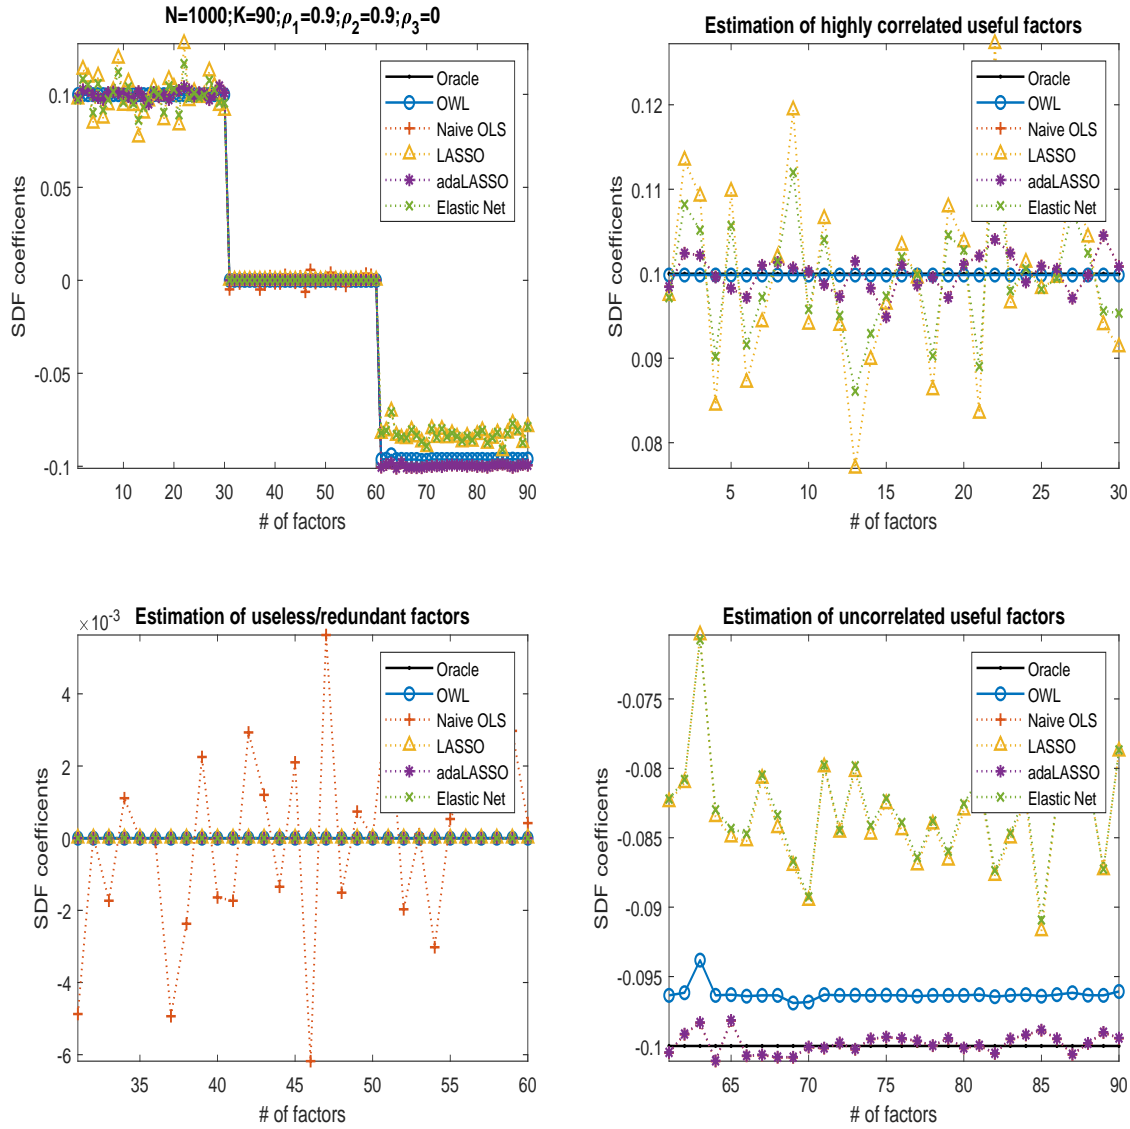 N=1000;K=90;ρ1=0.9;ρ2=0.9;ρ3=0
0.1
0.05
0
-0.05
-0.1
SDF coefficents
10 20 30 40 50 60 70 80 90
# of factors
Oracle
OWL
Naive OLS
LASSO
adaLASSO
Elastic Net
Estimation of highly correlated useful factors
0.12
0.11
0.1
0.09
0.08
SDF coefficents
5 10 15 20 25 30
# of factors
Oracle
OWL
Naive OLS
LASSO
adaLASSO
Elastic Net
Estimation of useless/redundant factors
×10-3
4
2
0
-2
-4
-6
SDF coefficents
35 40 45 50 55 60
# of factors
Oracle
OWL
Naive OLS
LASSO
adaLASSO
Elastic Net
Estimation of uncorrelated useful factors
-0.075
-0.08
-0.085
-0.09
-0.095
-0.1
SDF coefficents
65 70 75 80 85 90
# of factors
Oracle
OWL
Naive OLS
LASSO
adaLASSO
Elastic Net